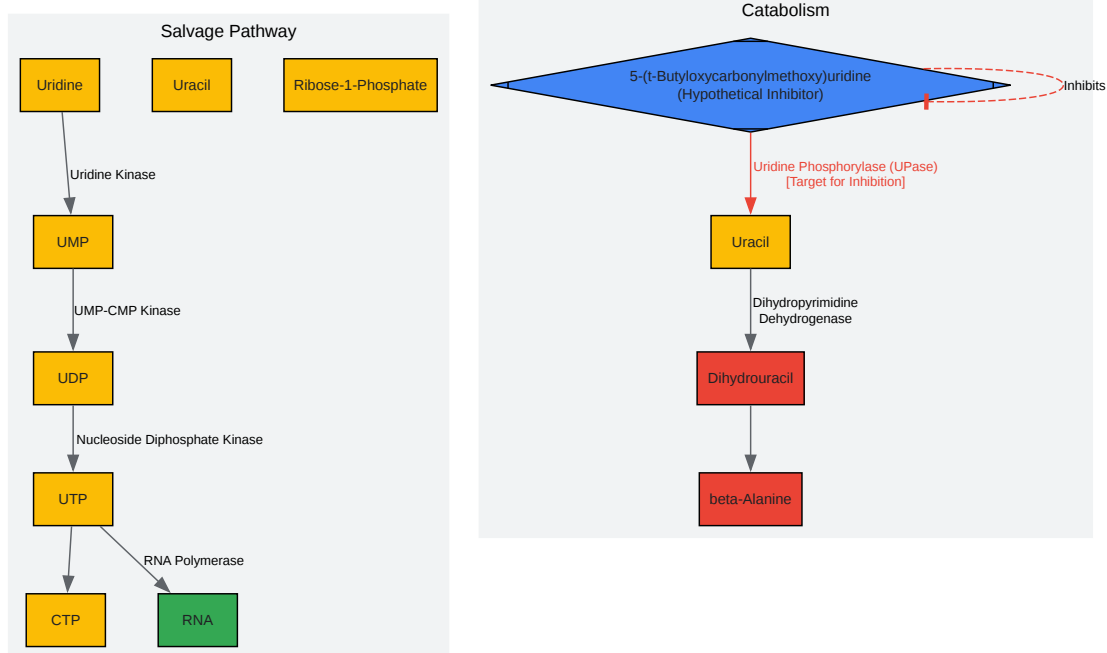 Salvage Pathway
Uridine
Uracil
Ribose-1-Phosphate
Uridine Kinase
UMP
UMP-CMP Kinase
UDP
Nucleoside Diphosphate Kinase
UTP
RNA Polymerase
CTP
RNA
Catabolism
5-(t-Butyloxycarbonylmethoxy)uridine
(Hypothetical Inhibitor)
Inhibits
Uridine Phosphorylase (UPase)
[Target for Inhibition]
Uracil
Dihydropyrimidine
Dehydrogenase
Dihydrouracil
beta-Alanine